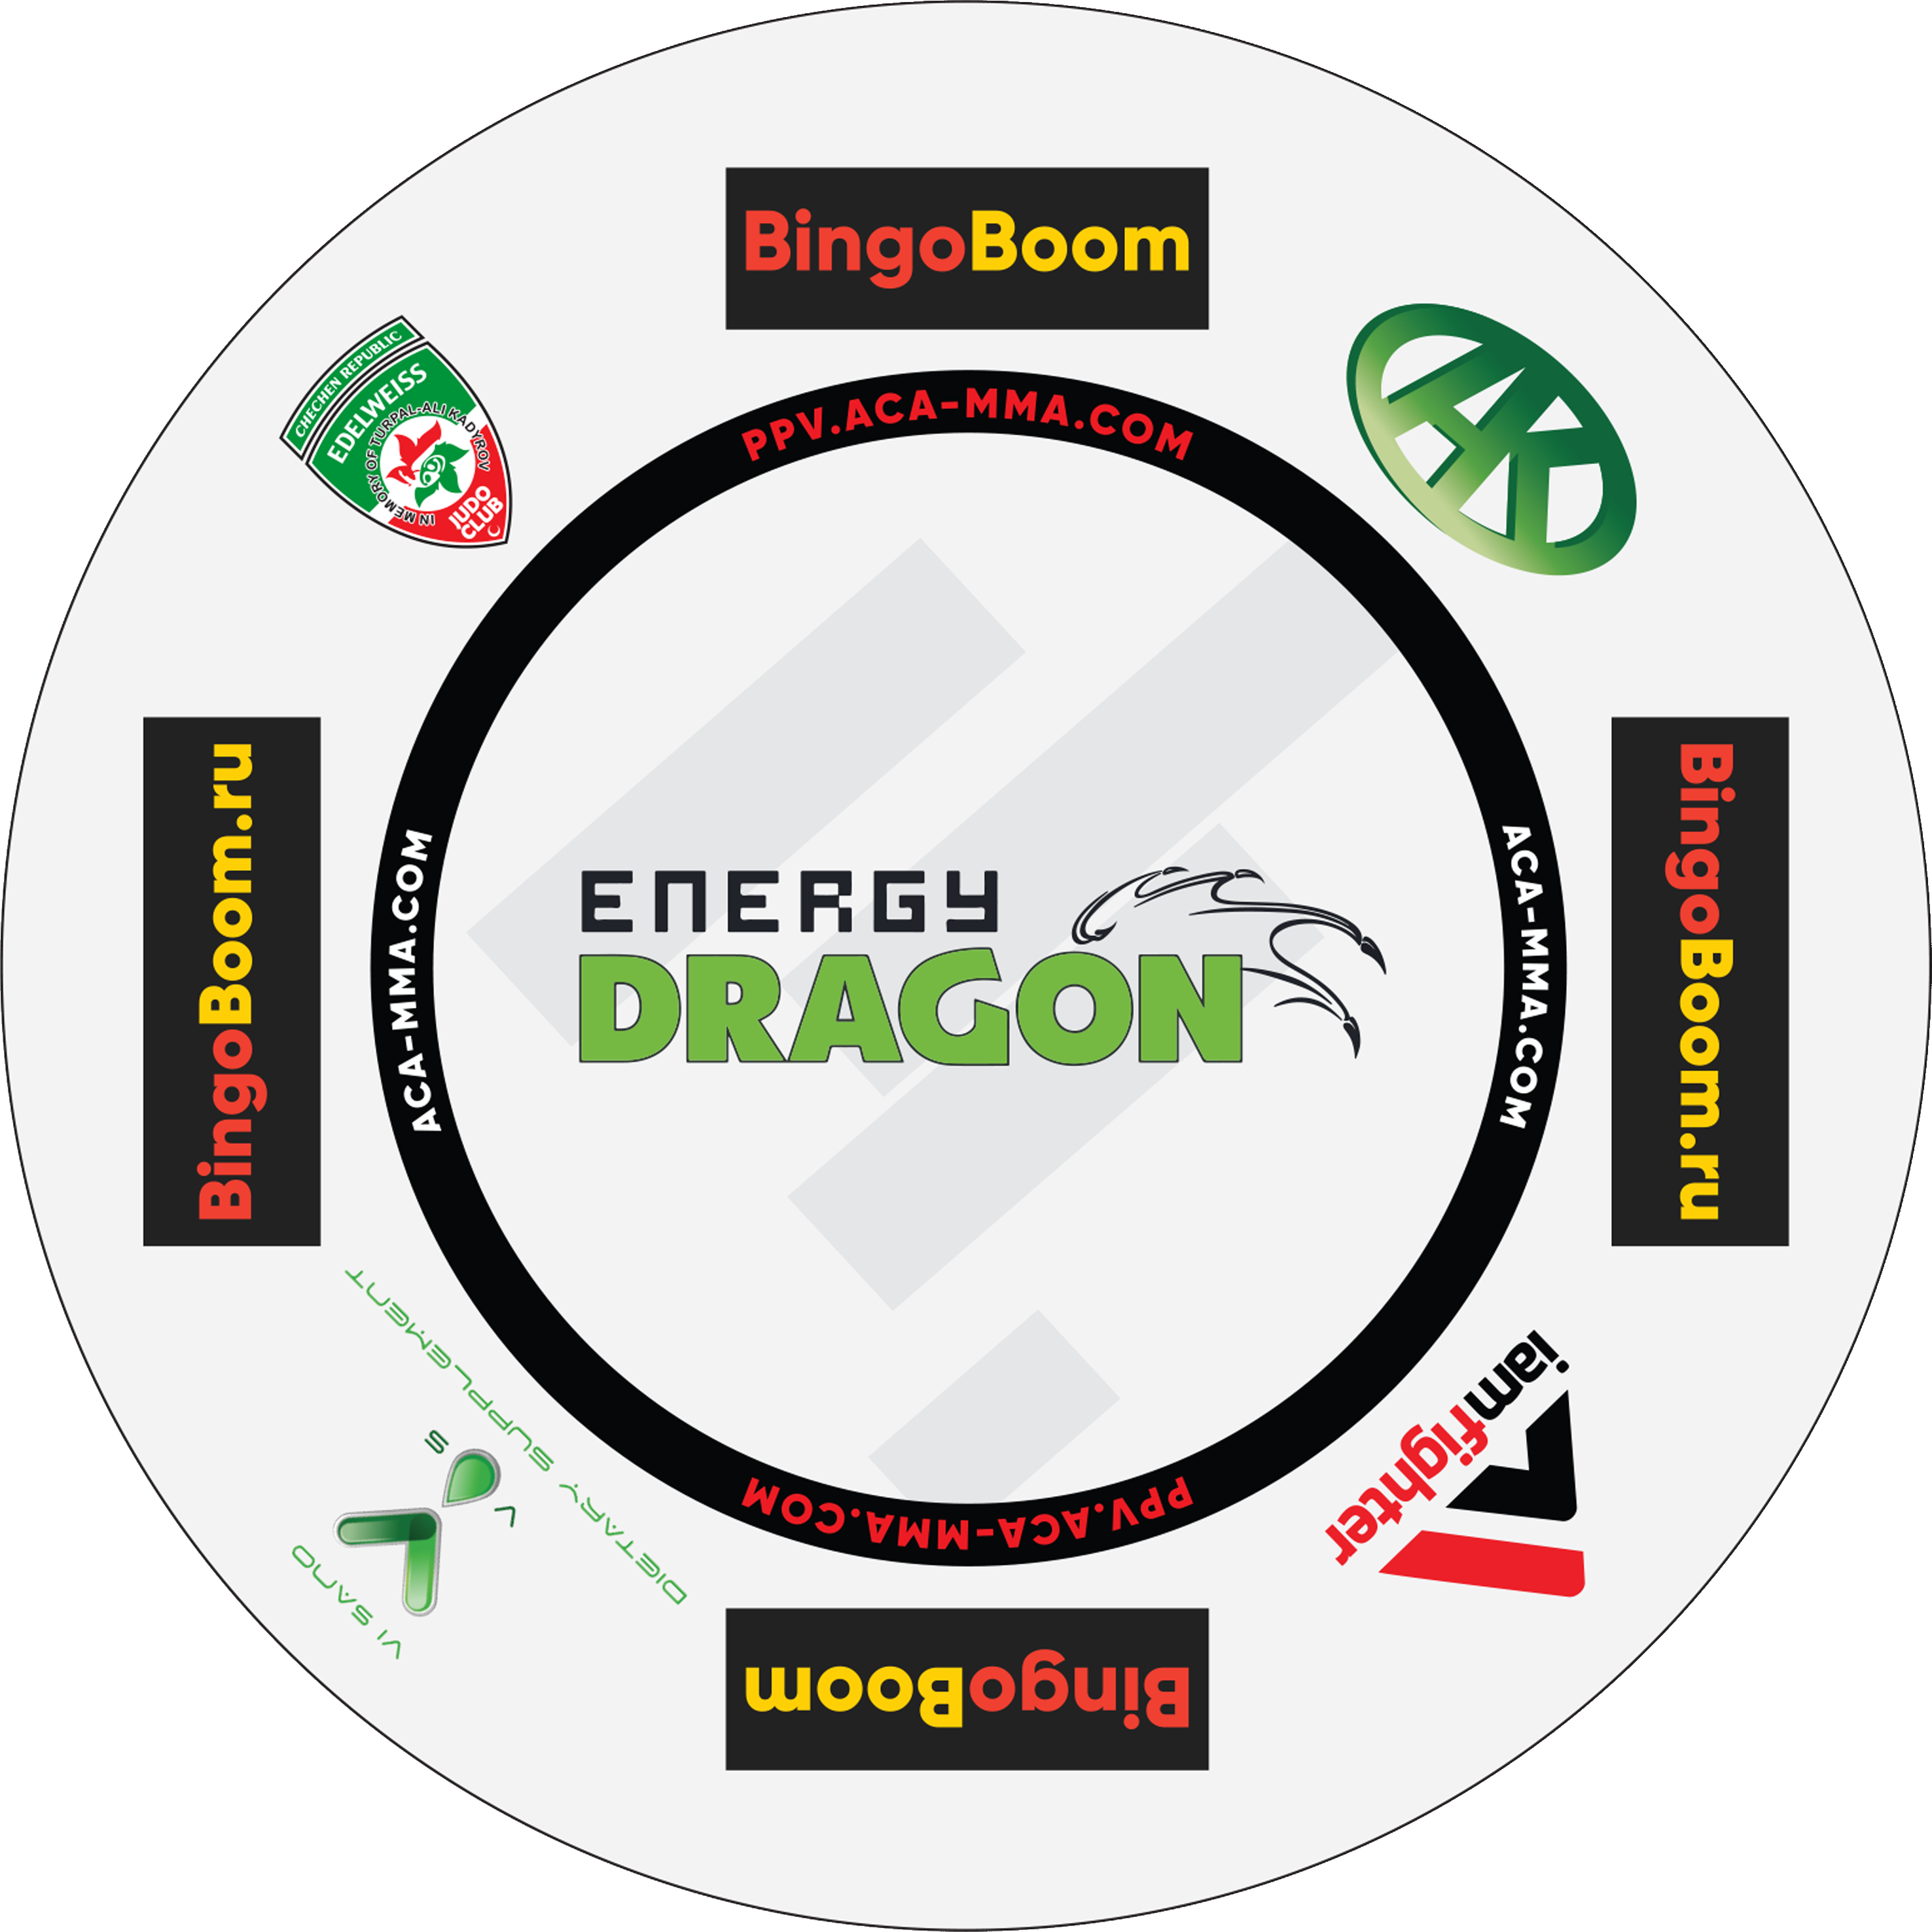 BingoBoom
CHECHEN REPUBLIC
EDELWEISS
IN MEMORY OF TURPAL-ALI KADYROV
JUDO
CLUB
PPV.ACA-MMA.COM
BingoBoom.ru
ACA-MMA.COM
ENERGY
DRAGON
ACA-MMA.COM
BingoBoom.ru
DIETARY SUPPLEMENT
V S
VI SANO
iamfighter
PPV.ACA-MMA.COM
BingoBoom